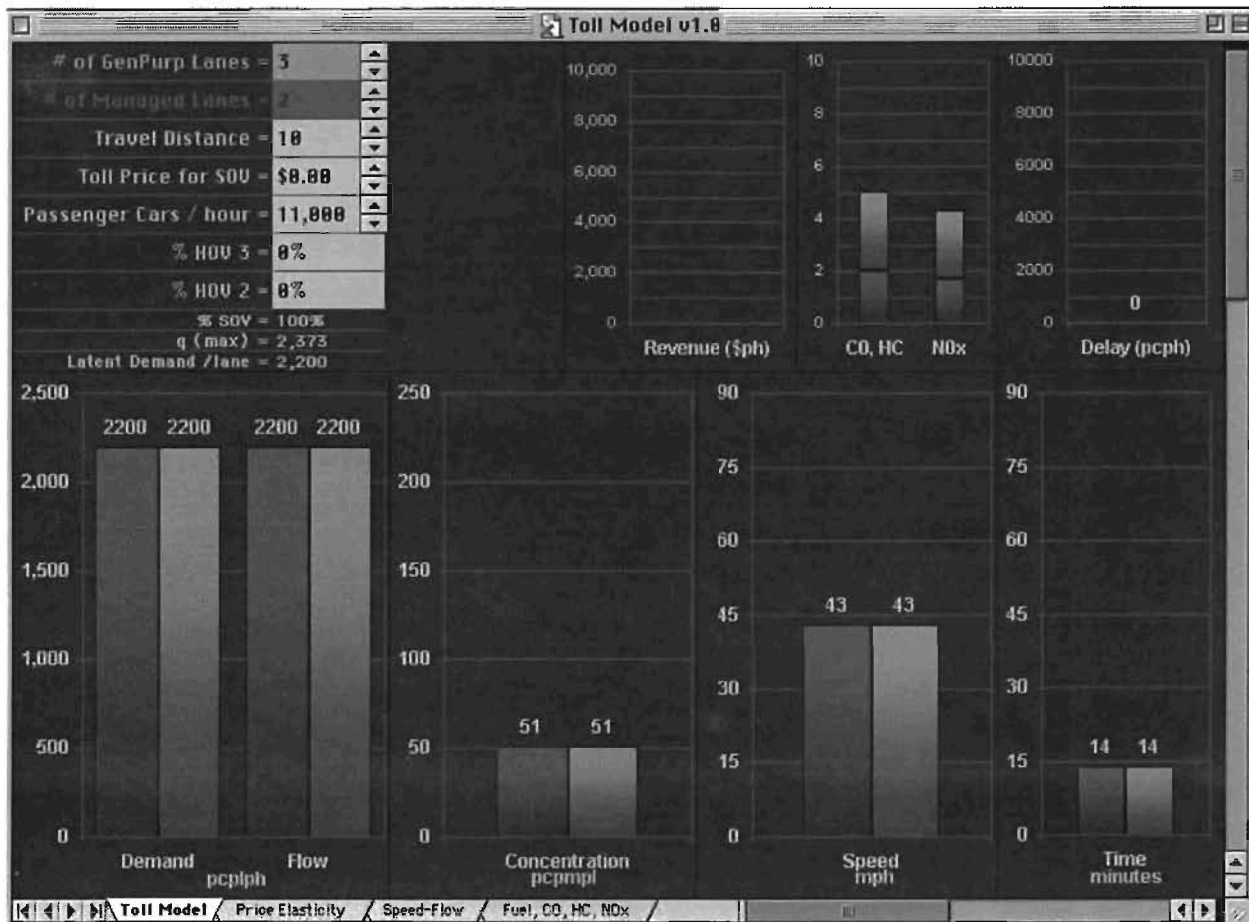 Toll Model v1.0
# of GenPurp Lanes = 3
# of Managed Lanes = 2
Travel Distance = 10
Toll Price for SOV = $0.00
Passenger Cars / hour = 11,000
% HOV 3 = 0%
% HOV 2 = 0%
% SOV = 100%
q (max) = 2,373
Latent Demand /lane = 2,200
10,000
8,000
6,000
4,000
2,000
0
Revenue ($ph)
10
8
6
4
2
0
CO, HC NOx
10000
8000
6000
4000
2000
0
0
Delay (pcph)
2,500
2,000
1,500
1,000
500
0
2200 2200 2200 2200
Demand Flow
pcplph
250
200
150
100
50
0
51 51
Concentration
pcpmpl
90
75
60
45
30
15
0
43 43
Speed
mph
90
75
60
45
30
15
0
14 14
Time
minutes
Toll Model Price Elasticity Speed-Flow Fuel, CO, HC, NOx